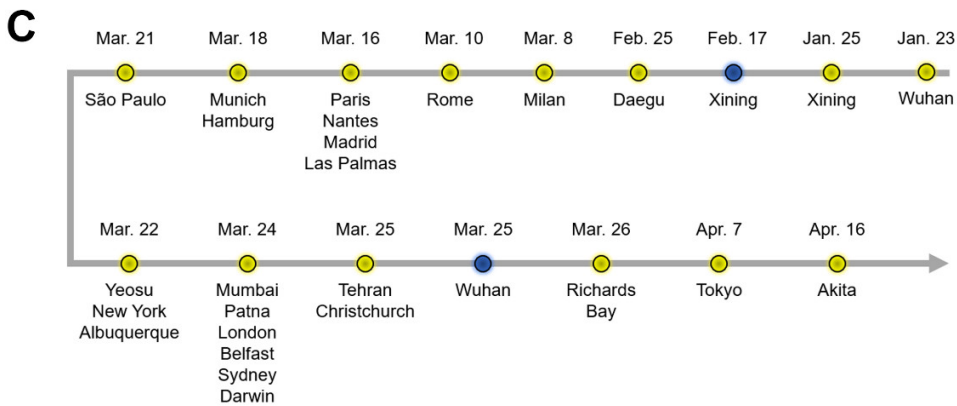 C
Mar. 21 Mar. 18 Mar. 16 Mar. 10 Mar. 8 Feb. 25 Feb. 17 Jan. 25 Jan. 23
São Paulo Munich Paris Rome Milan Daegu Xining Xining Wuhan
Hamburg Nantes
Madrid
Las Palmas
Mar. 22 Mar. 24 Mar. 25 Mar. 25 Mar. 26 Apr. 7 Apr. 16
Yeosu Mumbai Tehran Wuhan Richards Tokyo Akita
New York Patna Christchurch Bay
Albuquerque London
Belfast
Sydney
Darwin